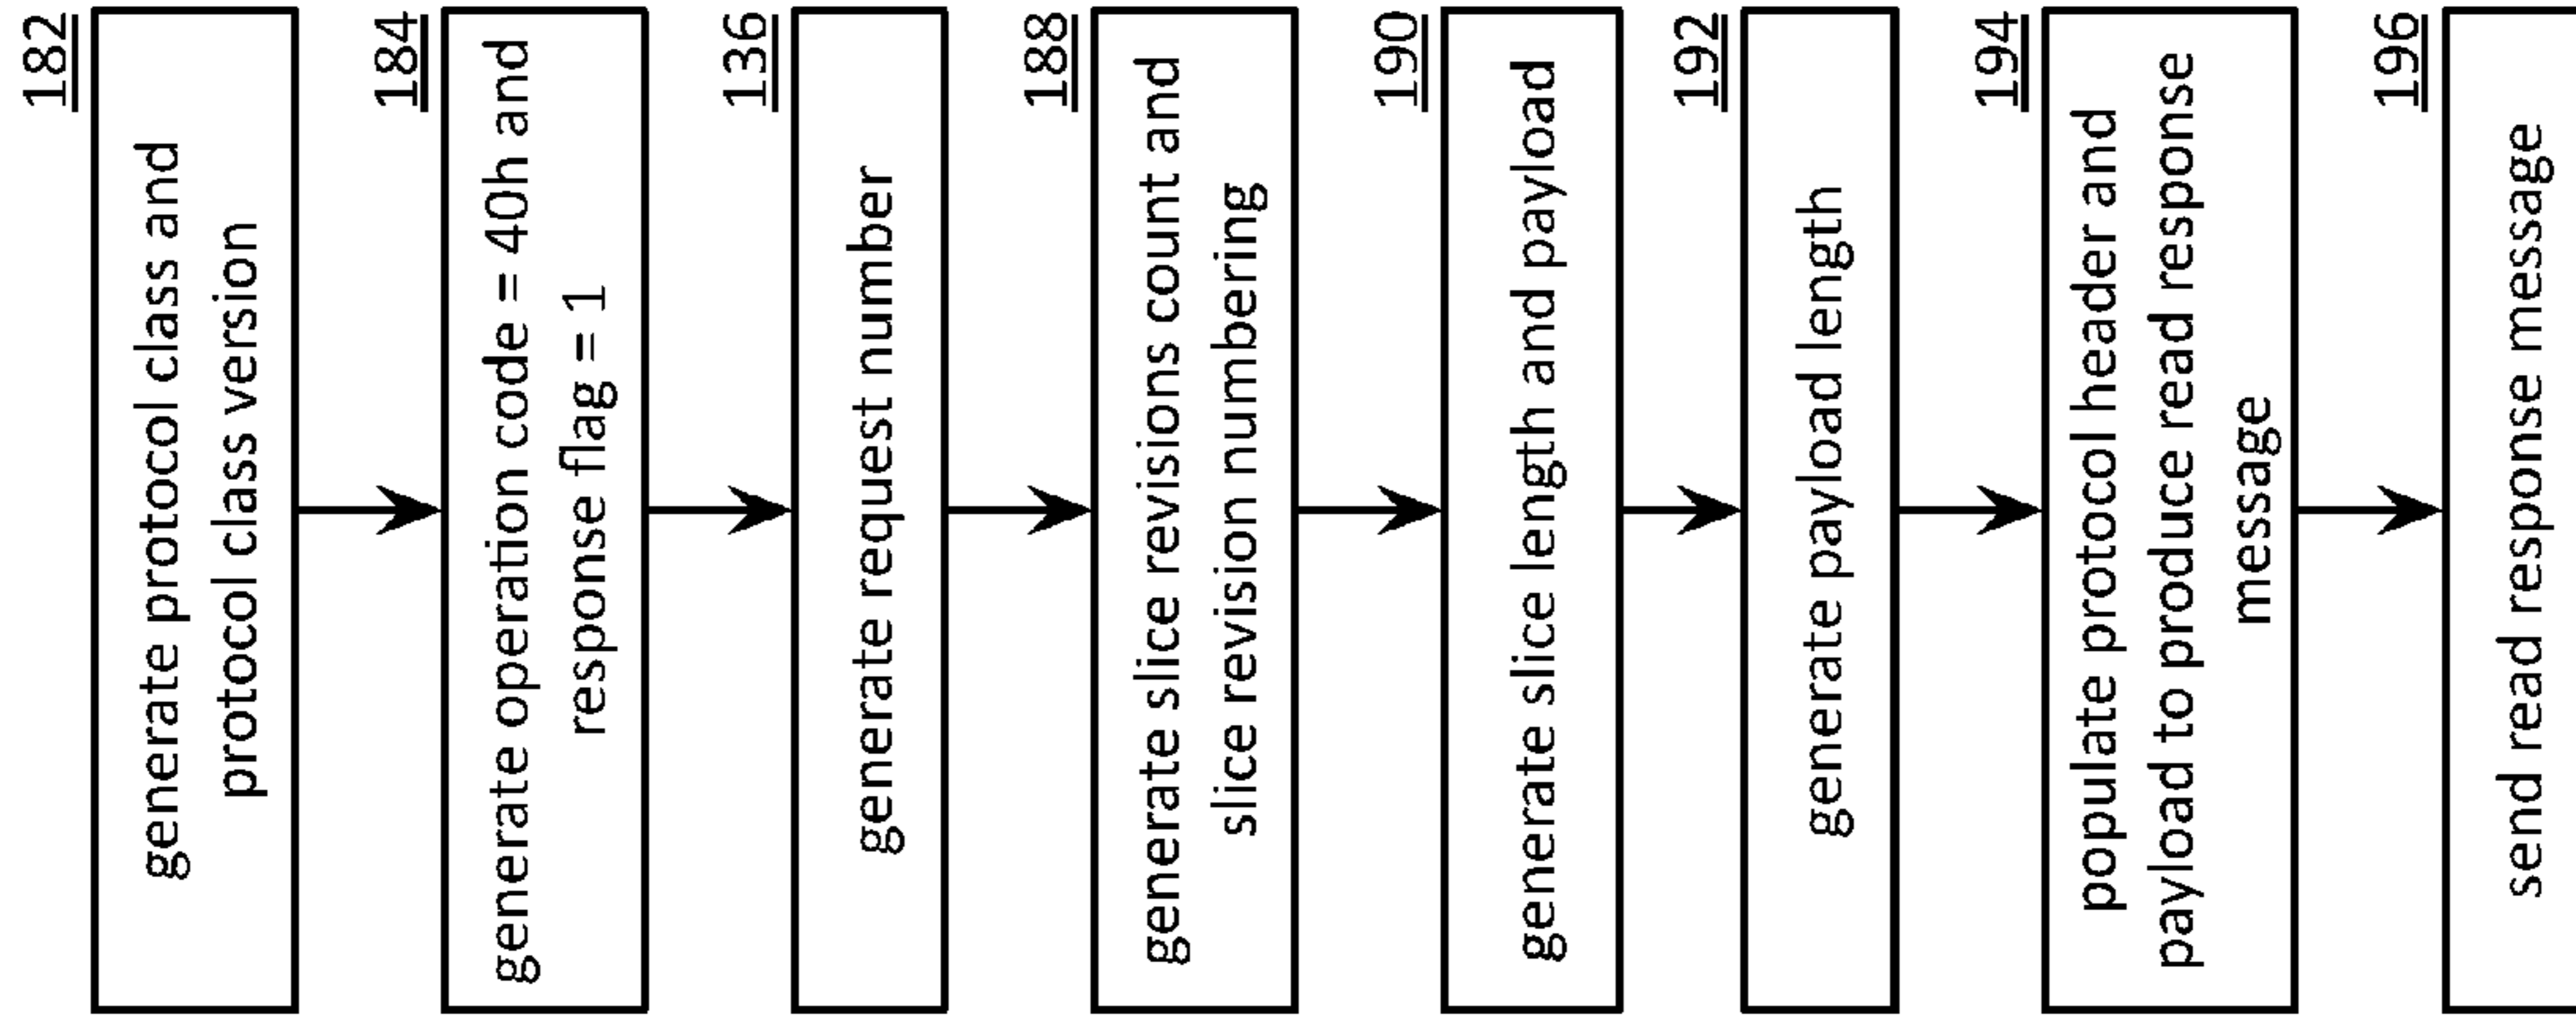 182
generate protocol class and
protocol class version
184
generate operation code = 40h and
response flag = 1
136
generate request number
188
generate slice revisions count and
slice revision numbering
190
generate slice length and payload
192
generate payload length
194
populate protocol header and
payload to produce read response
message
196
send read response message